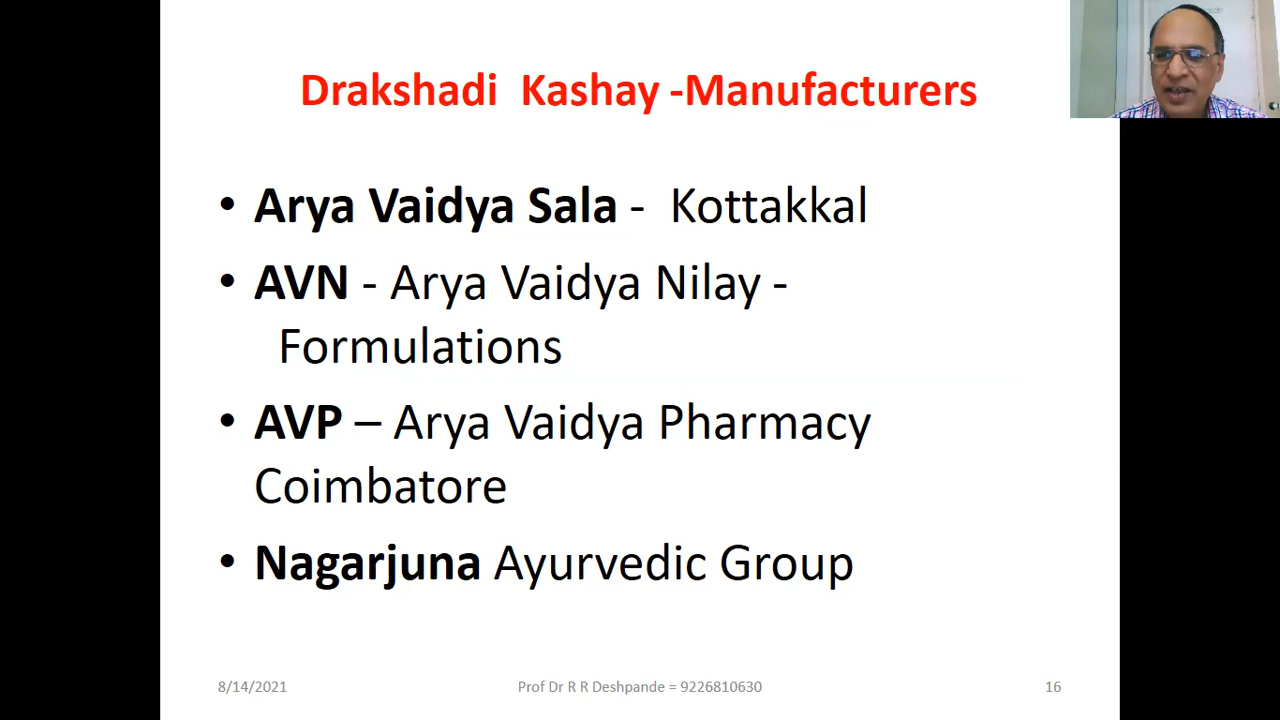 Drakshadi Kashay -Manufacturers
• Arya Vaidya Sala - Kottakkal
• AVN - Arya Vaidya Nilay -
Formulations
• AVP – Arya Vaidya Pharmacy
Coimbatore
• Nagarjuna Ayurvedic Group
8/14/2021 Prof Dr R R Deshpande = 9226810630 16